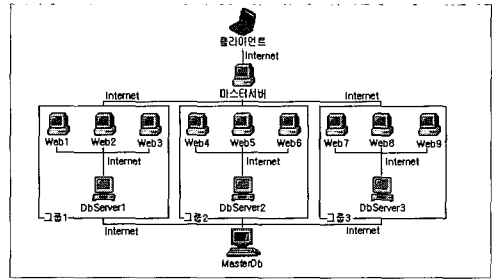 클라이언트
Internet
마스터서버
Internet Internet
Web1 Web2 Web3 Web4 Web5 Web6 Web7 Web8 Web9
Internet Internet Internet
DbServer1 DbServer2 DbServer3
그룹1 그룹2 그룹3
Internet Internet
MasterDb